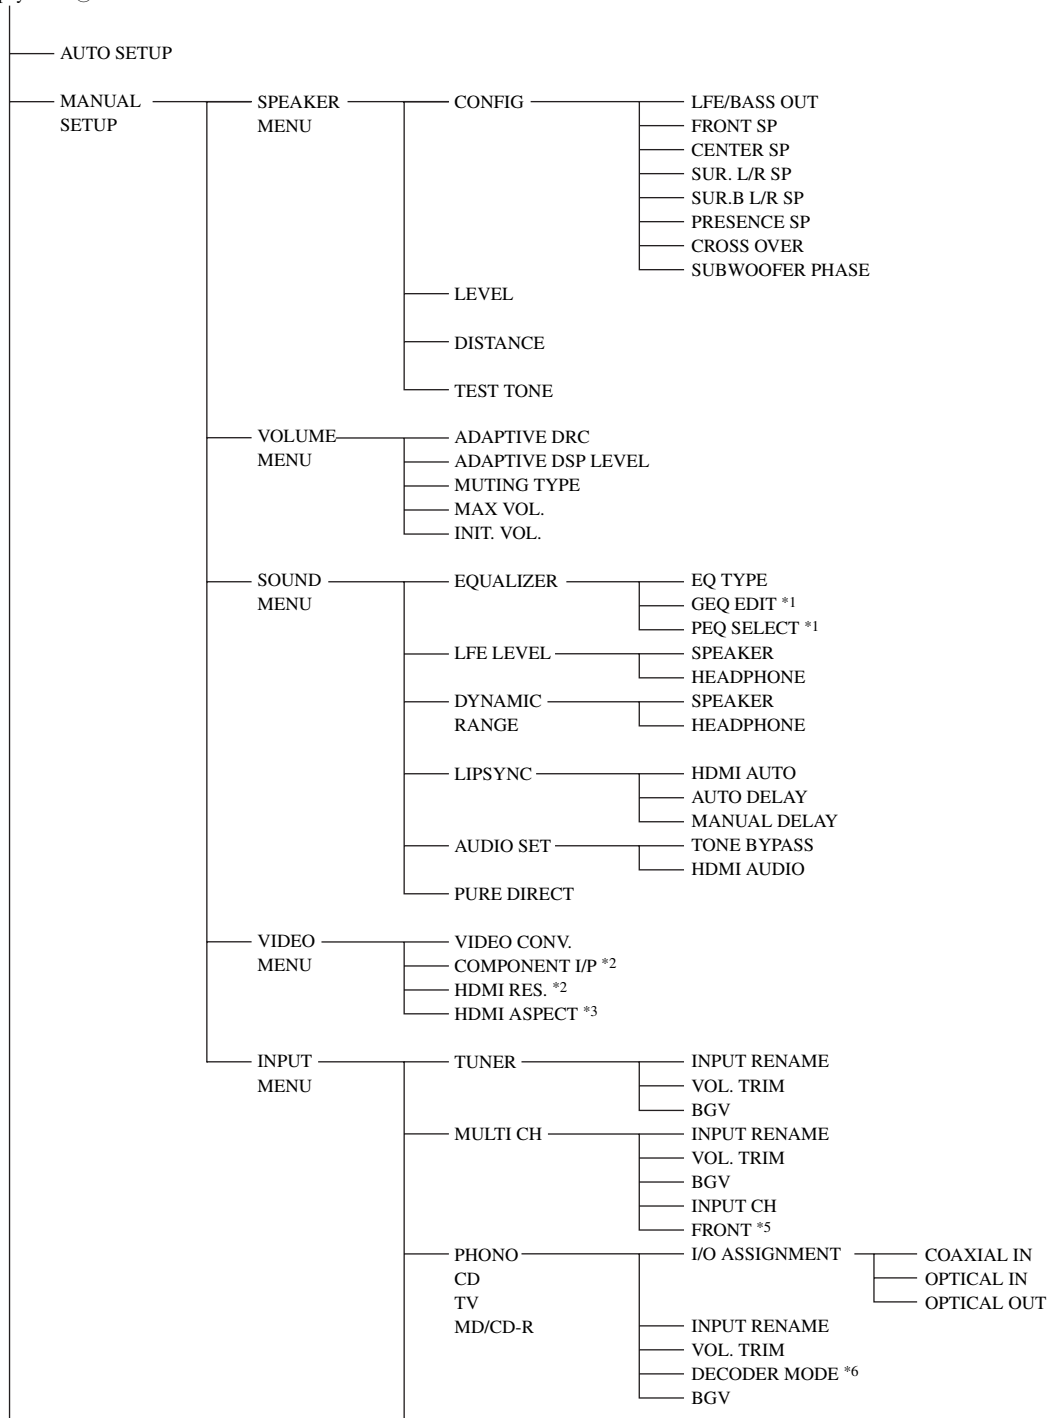 AUTO SETUP
MANUAL SPEAKER CONFIG LFE/BASS OUT
SETUP MENU FRONT SP
CENTER SP
SUR. L/R SP
SUR.B L/R SP
PRESENCE SP
CROSS OVER
SUBWOOFER PHASE
LEVEL
DISTANCE
TEST TONE
VOLUME ADAPTIVE DRC
MENU ADAPTIVE DSP LEVEL
MUTING TYPE
MAX VOL.
INIT. VOL.
SOUND EQUALIZER EQ TYPE
MENU GEQ EDIT *1
PEQ SELECT *1
LFE LEVEL SPEAKER
HEADPHONE
DYNAMIC SPEAKER
RANGE HEADPHONE
LIPSYNC HDMI AUTO
AUTO DELAY
MANUAL DELAY
AUDIO SET TONE BYPASS
HDMI AUDIO
PURE DIRECT
VIDEO VIDEO CONV.
MENU COMPONENT I/P *2
HDMI RES. *2
HDMI ASPECT *3
INPUT TUNER INPUT RENAME
MENU VOL. TRIM
BGV
MULTI CH INPUT RENAME
VOL. TRIM
BGV
INPUT CH
FRONT *5
PHONO I/O ASSIGNMENT COAXIAL IN
CD OPTICAL IN
TV OPTICAL OUT
MD/CD-R INPUT RENAME
VOL. TRIM
DECODER MODE *6
BGV